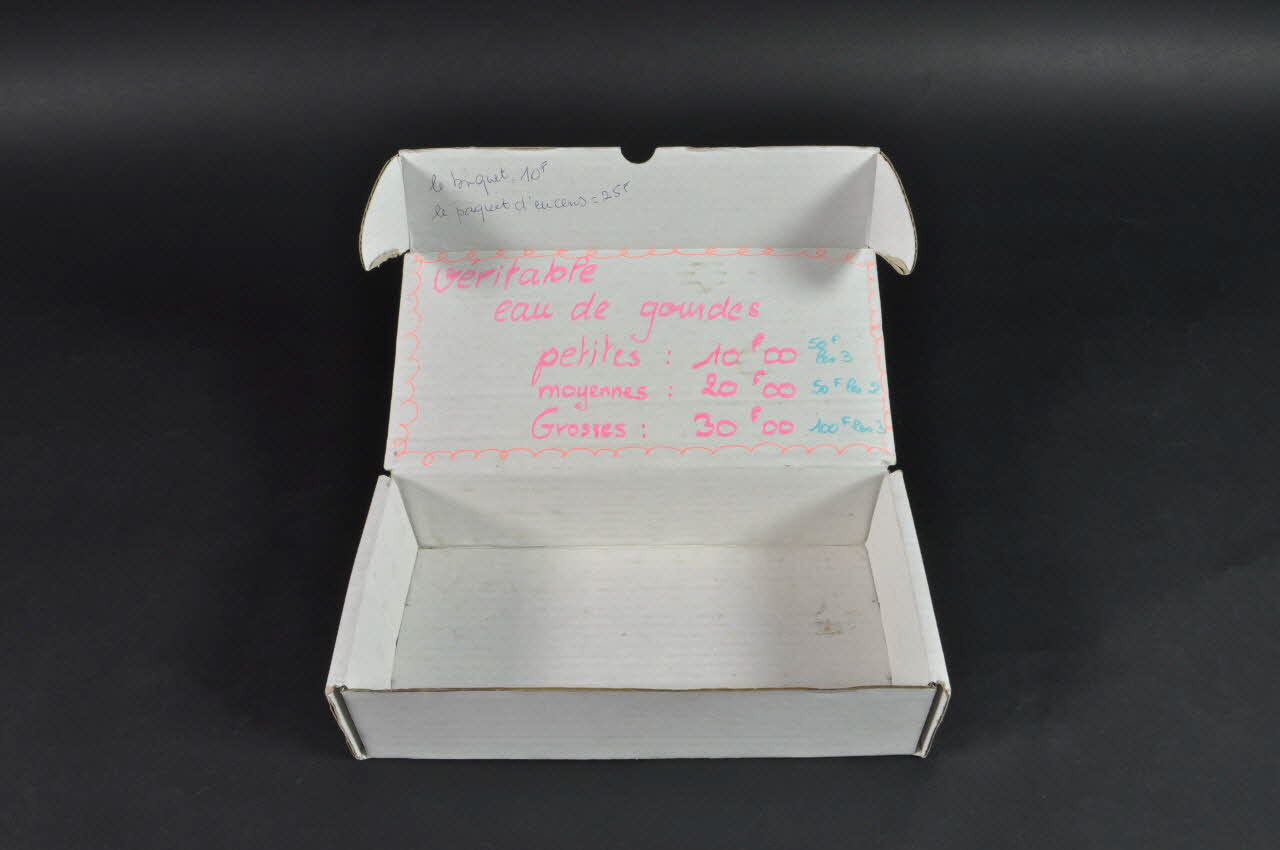 le briquet. 10F
le paquet d'encens = 25F
Véritable
eau de gourdes
petites : 10F00 50F les 3
moyennes : 20F00 50F les 2
Grosses : 30F00 100F les 3